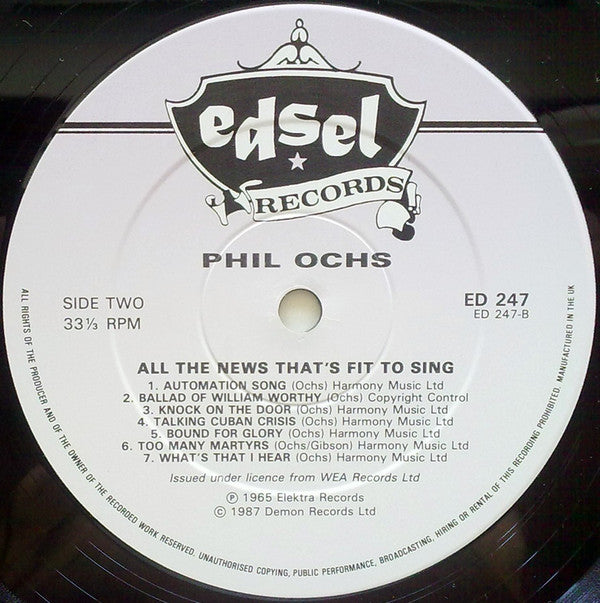 edsel
RECORDS
PHIL OCHS
SIDE TWO
33⅓ RPM
ED 247
ED 247-B
ALL THE NEWS THAT'S FIT TO SING
1. AUTOMATION SONG (Ochs) Harmony Music Ltd
2. BALLAD OF WILLIAM WORTHY (Ochs) Copyright Control
3. KNOCK ON THE DOOR (Ochs) Harmony Music Ltd
4. TALKING CUBAN CRISIS (Ochs) Harmony Music Ltd
5. BOUND FOR GLORY (Ochs) Harmony Music Ltd
6. TOO MANY MARTYRS (Ochs/Gibson) Harmony Music Ltd
7. WHAT'S THAT I HEAR (Ochs) Harmony Music Ltd
Issued under licence from WEA Records Ltd
℗ 1965 Elektra Records
© 1987 Demon Records Ltd
ALL RIGHTS OF THE PRODUCER AND OF THE OWNER OF THE RECORDED WORK RESERVED. UNAUTHORISED COPYING, PUBLIC PERFORMANCE, BROADCASTING, HIRING OR RENTAL OF THIS RECORDING PROHIBITED. MANUFACTURED IN THE UK